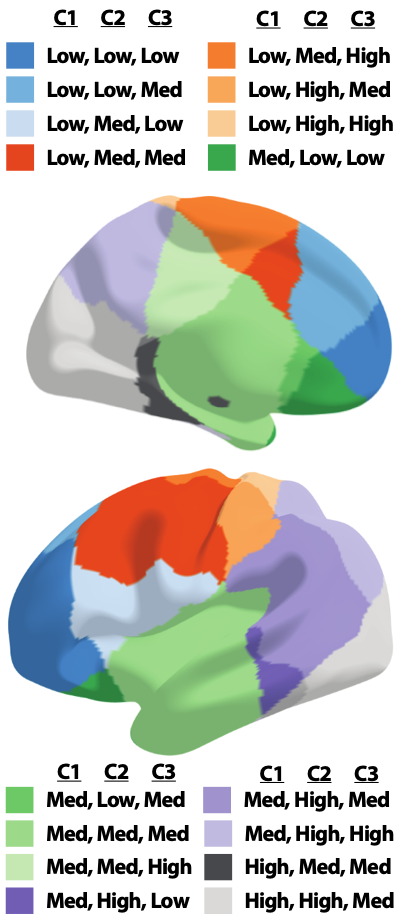 C1 C2 C3 C1 C2 C3
Low, Low, Low Low, Med, High
Low, Low, Med Low, High, Med
Low, Med, Low Low, High, High
Low, Med, Med Med, Low, Low
C1 C2 C3 C1 C2 C3
Med, Low, Med Med, High, Med
Med, Med, Med Med, High, High
Med, Med, High High, Med, Med
Med, High, Low High, High, Med